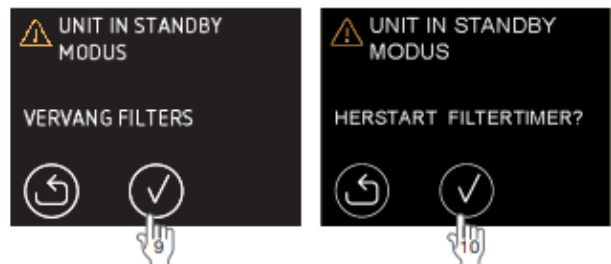 UNIT IN STANDBY
MODUS
VERVANG FILTERS
9
UNIT IN STANDBY
MODUS
HERSTART FILTERTIMER?
10